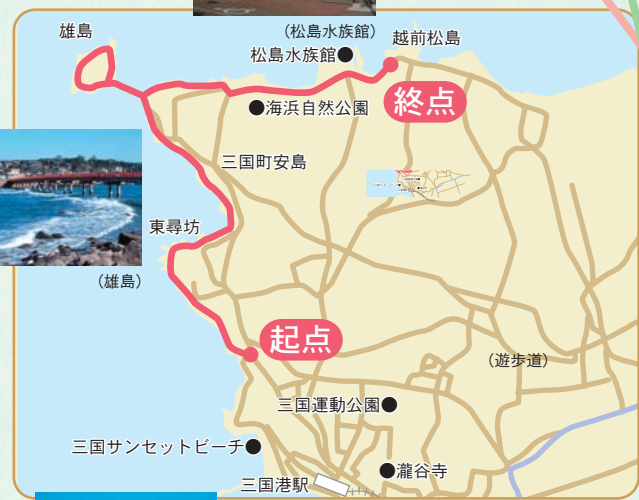 (松島水族館)
雄島
越前松島
松島水族館
海浜自然公園
終点
三国町安島
東尋坊
(雄島)
起点
(遊歩道)
三国運動公園
三国サンセットビーチ
瀧谷寺
三国港駅